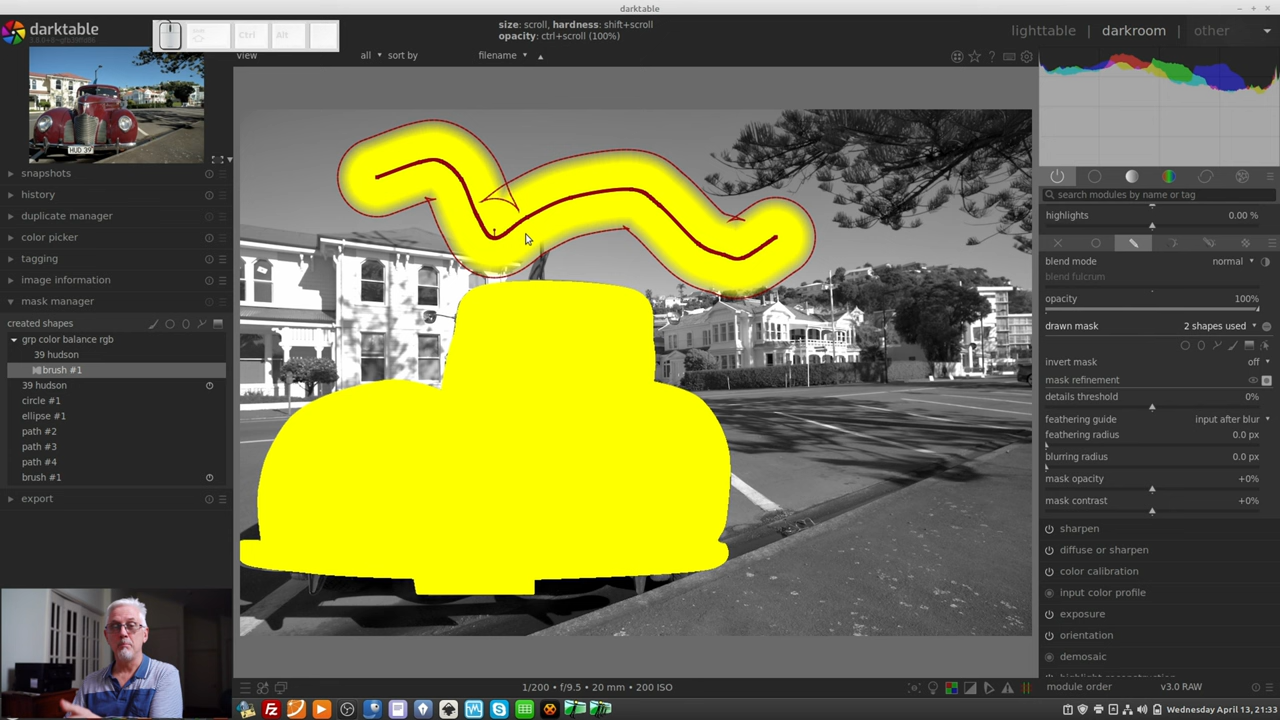 darktable
darktable
Ctrl
Alt
size: scroll, hardness: shift+scroll
opacity: ctrl+scroll (100%)
lighttable | darkroom | other
view
all
sort by
filename
HUD 39
snapshots
history
duplicate manager
color picker
tagging
image information
mask manager
created shapes
grp color balance rgb
39 hudson
brush #1
39 hudson
circle #1
ellipse #1
path #2
path #3
path #4
brush #1
export
search modules by name or tag
highlights
0.00 %
blend mode
normal
blend fulcrum
opacity
100%
drawn mask
2 shapes used
invert mask
off
mask refinement
details threshold
0%
feathering guide
input after blur
feathering radius
0.0 px
blurring radius
0.0 px
mask opacity
+0%
mask contrast
+0%
sharpen
diffuse or sharpen
color calibration
input color profile
exposure
orientation
demosaic
1/200 • f/9.5 • 20 mm • 200 ISO
module order
v3.0 RAW
Wednesday April 13, 21:33